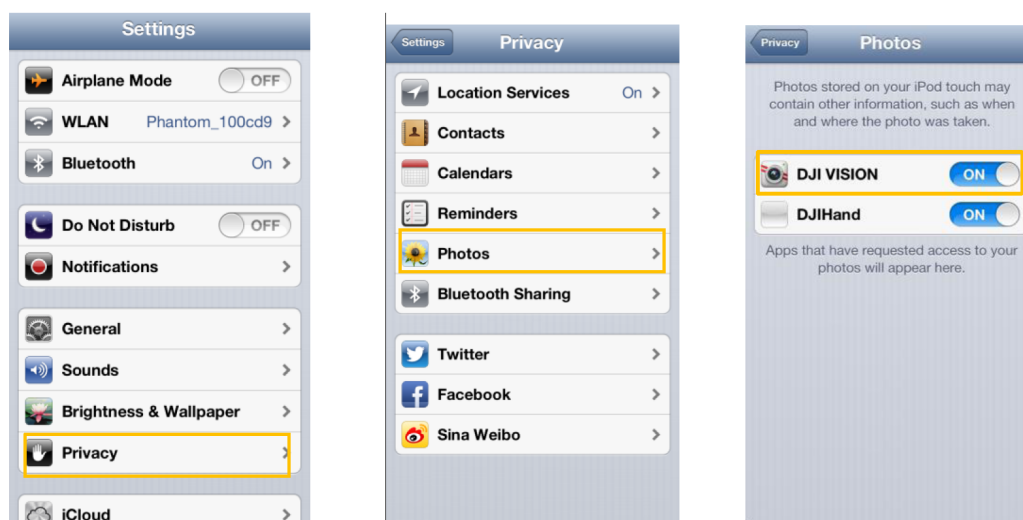 Settings
Airplane Mode OFF
WLAN Phantom_100cd9
Bluetooth On
Do Not Disturb OFF
Notifications
General
Sounds
Brightness & Wallpaper
Privacy
iCloud
Settings Privacy
Location Services On
Contacts
Calendars
Reminders
Photos
Bluetooth Sharing
Twitter
Facebook
Sina Weibo
Privacy Photos
Photos stored on your iPod touch may
contain other information, such as when
and where the photo was taken.
DJI VISION ON
DJIHand ON
Apps that have requested access to your
photos will appear here.